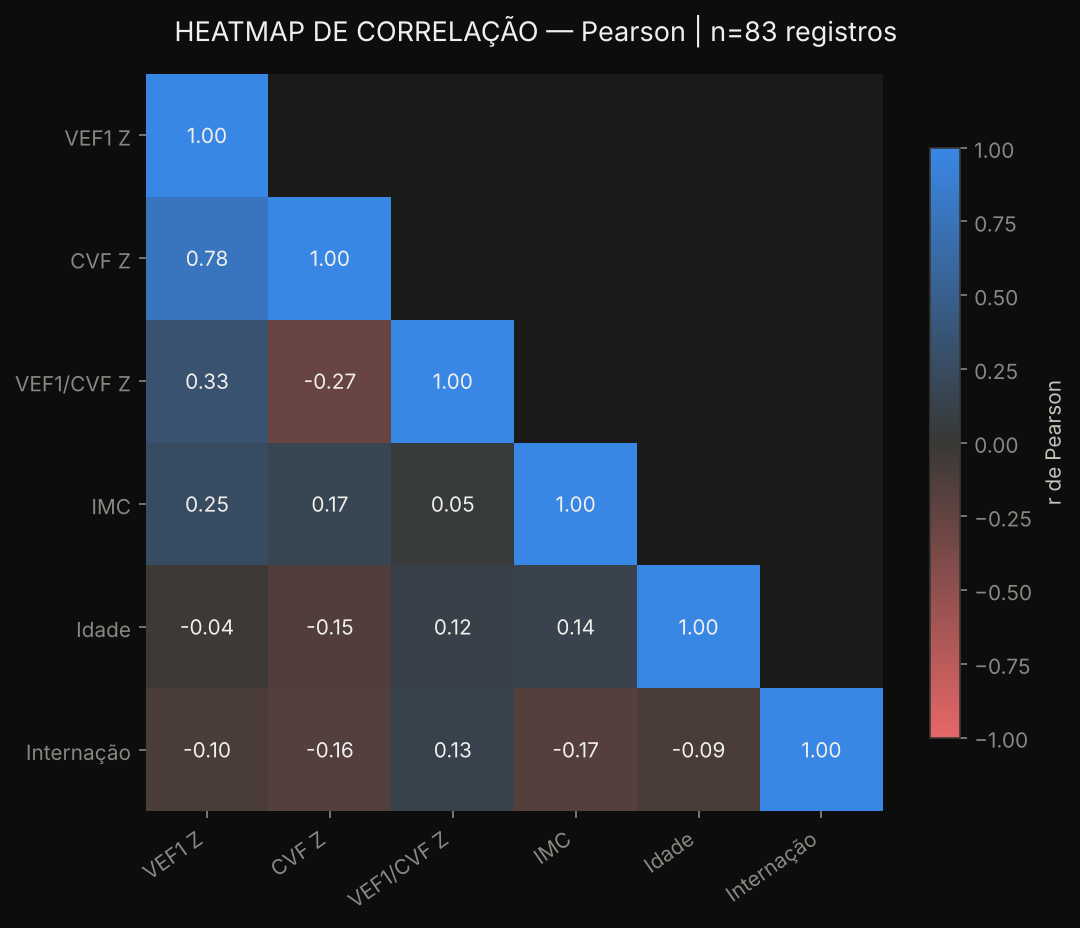 HEATMAP DE CORRELAÇÃO — Pearson | n=83 registros
VEF1 Z 1.00
CVF Z 0.78 1.00
VEF1/CVF Z 0.33 -0.27 1.00
IMC 0.25 0.17 0.05 1.00
Idade -0.04 -0.15 0.12 0.14 1.00
Internação -0.10 -0.16 0.13 -0.17 -0.09 1.00
VEF1 Z CVF Z VEF1/CVF Z IMC Idade Internação
1.00
0.75
0.50
0.25
0.00
−0.25
−0.50
−0.75
−1.00
r de Pearson